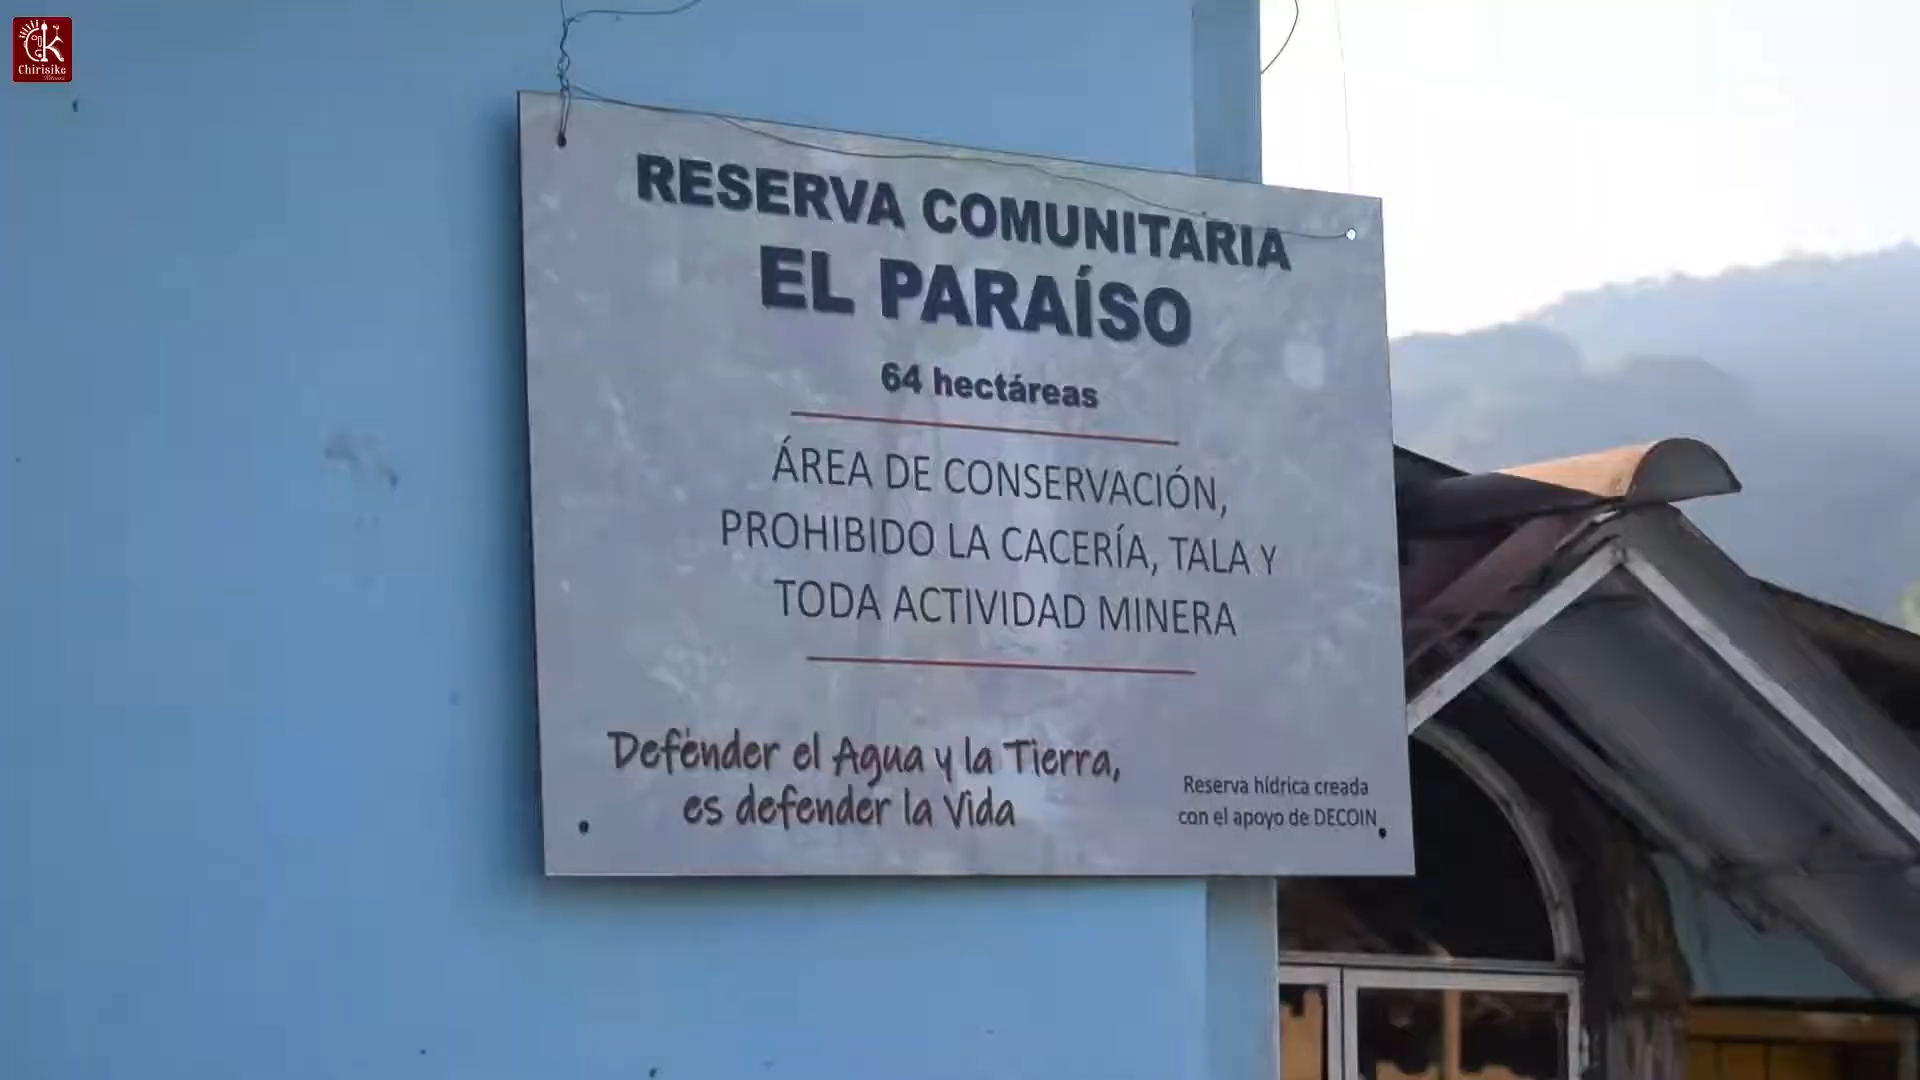 CK
Chirisike
RESERVA COMUNITARIA
EL PARAÍSO
64 hectáreas
ÁREA DE CONSERVACIÓN,
PROHIBIDO LA CACERÍA, TALA Y
TODA ACTIVIDAD MINERA
Defender el Agua y la Tierra,
es defender la Vida
Reserva hídrica creada
con el apoyo de DECOIN